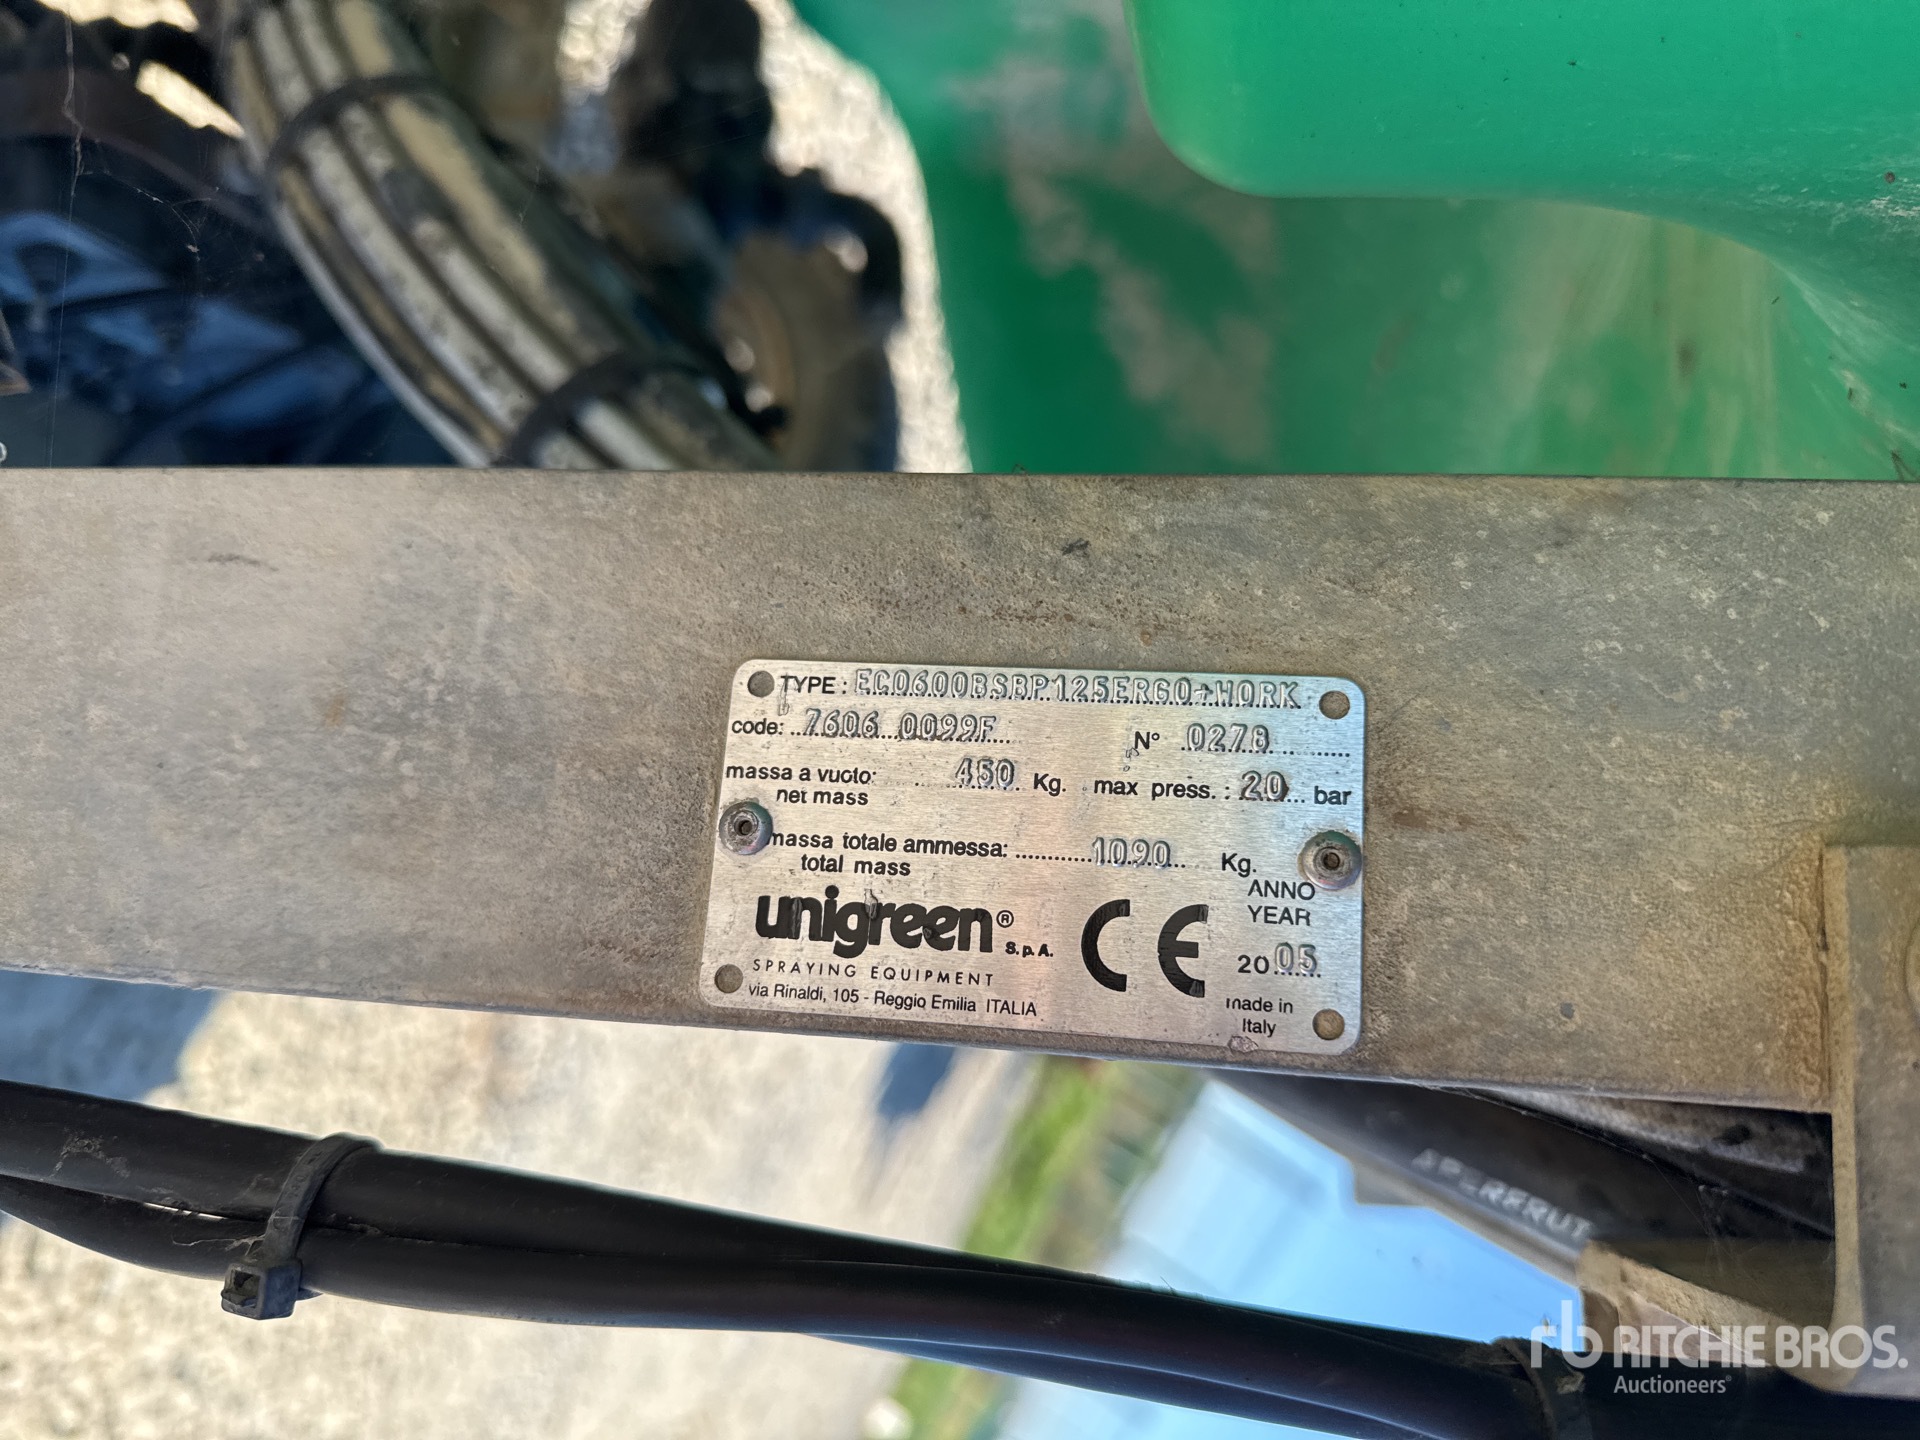 TYPE: ECO600BSBP125ERGO+HORK
code: 7606 0099F N° 0278
massa a vuoto: 450 Kg. max press. : 20 bar
net mass
massa totale ammessa: 1090 Kg.
total mass
ANNO
YEAR
unigreen® S.p.A. CE 2005
SPRAYING EQUIPMENT
via Rinaldi, 105 - Reggio Emilia ITALIA
made in
Italy
rb RITCHIE BROS.
Auctioneers